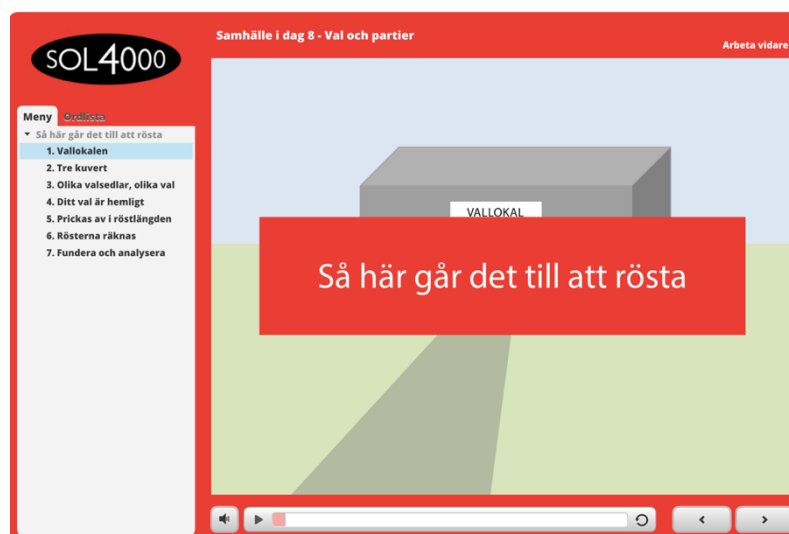 SOL4000
Samhälle i dag 8 - Val och partier
Arbeta vidare
Meny Ordlista
Så här går det till att rösta
1. Vallokalen
2. Tre kuvert
3. Olika valsedlar, olika val
4. Ditt val är hemligt
5. Prickas av i röstlängden
6. Rösterna räknas
7. Fundera och analysera
VALLOKAL
Så här går det till att rösta